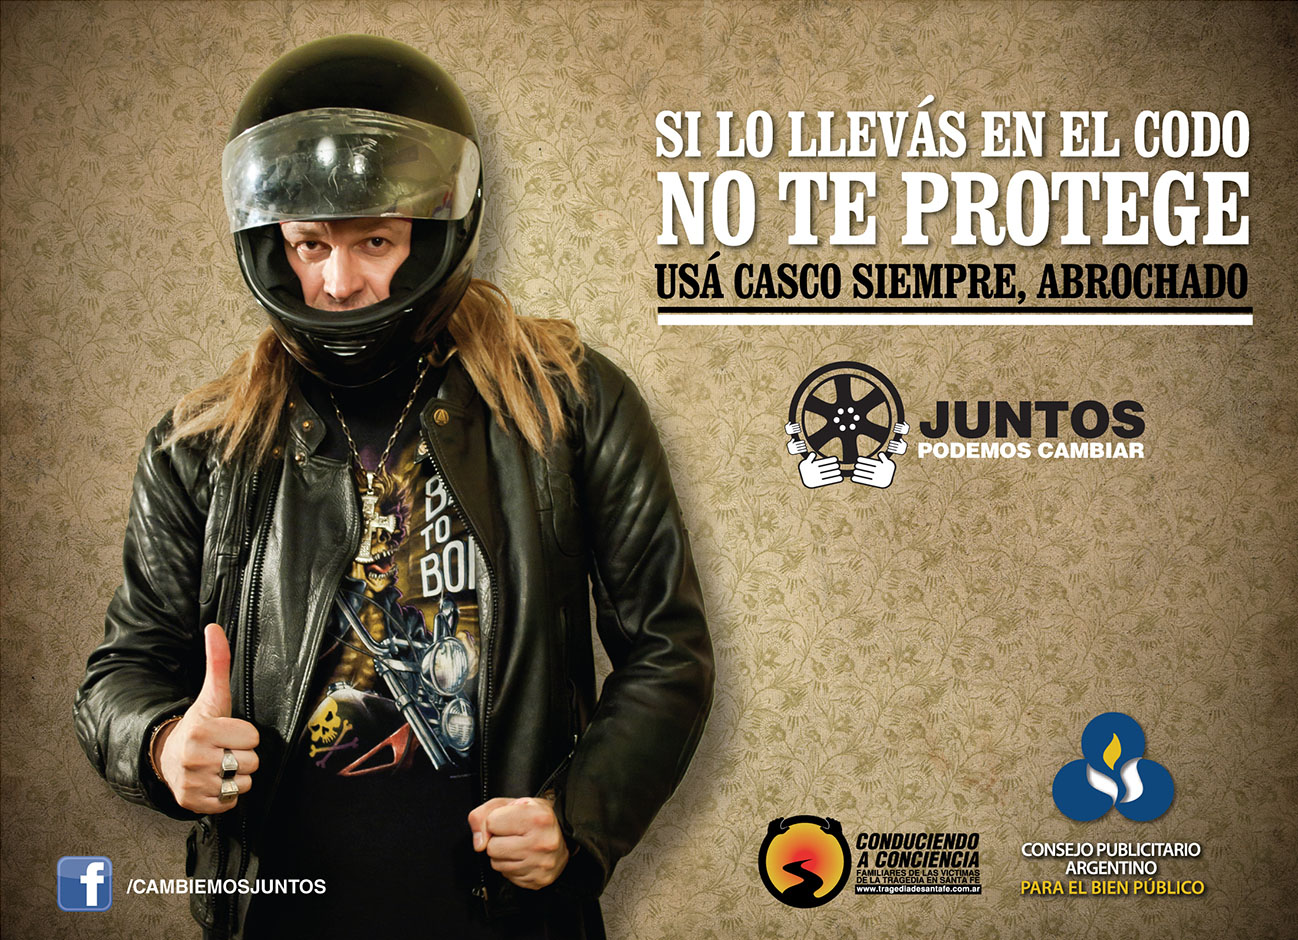 SI LO LLEVÁS EN EL CODO
NO TE PROTEGE
USÁ CASCO SIEMPRE, ABROCHADO
JUNTOS
PODEMOS CAMBIAR
TO
CONDUCIENDO
A CONCIENCIA
FAMILIARES DE LAS VICTIMAS
DE LA TRAGEDIA EN SANTA FE
www.tragediadesantafe.com.ar
CONSEJO PUBLICITARIO
ARGENTINO
PARA EL BIEN PÚBLICO
f
/CAMBIEMOSJUNTOS